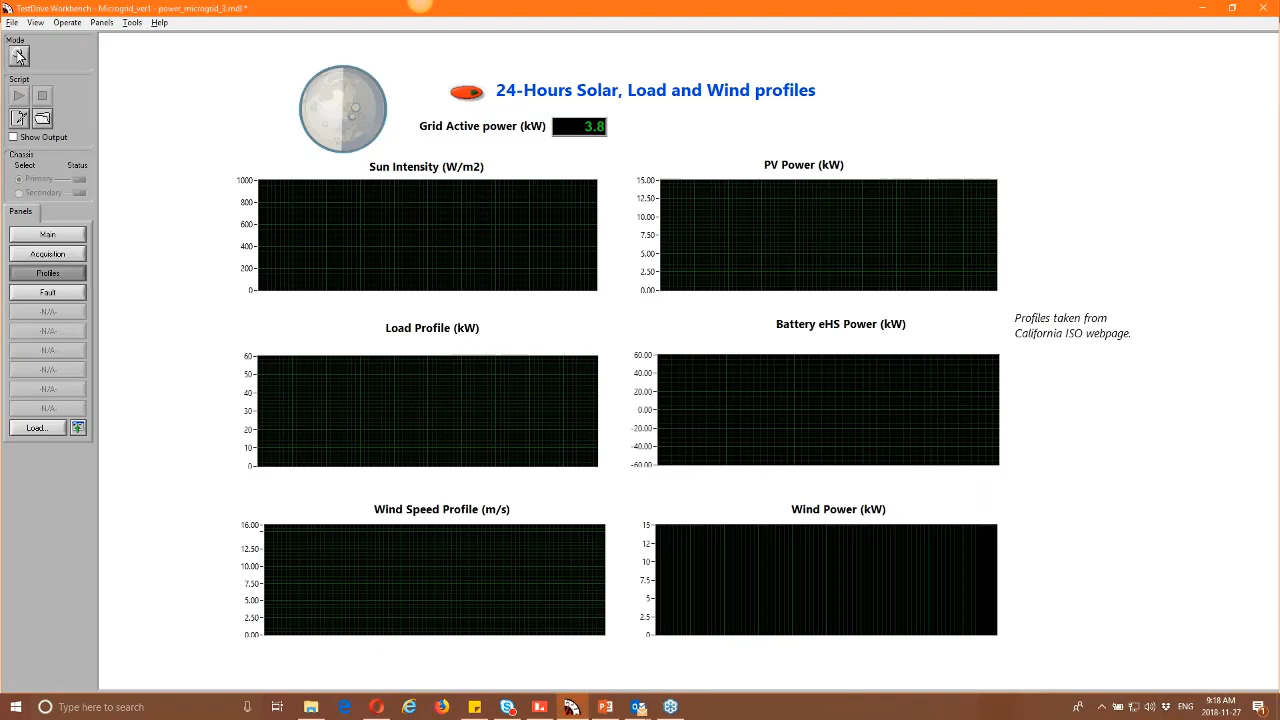 TestDrive Workbench - Microgrid_ver1 - power_microgrid_3.mdl *
File View Operate Panels Tools Help
Mode
Script
Show Output
Chassis
Select Status
Primary
Secondary
Panels
Main
Acquisition
Profiles
Fault
-N/A-
-N/A-
-N/A-
-N/A-
-N/A-
-N/A-
Load...
24-Hours Solar, Load and Wind profiles
Grid Active power (kW) 3.8
Sun Intensity (W/m2)
1000
800
600
400
200
0
PV Power (kW)
15.00
12.50
10.00
7.50
5.00
2.50
0.00
Load Profile (kW)
60
50
40
30
20
10
0
Battery eHS Power (kW)
60.00
40.00
20.00
0.00
-20.00
-40.00
-60.00
Profiles taken from
California ISO webpage.
Wind Speed Profile (m/s)
16.00
12.50
10.00
7.50
5.00
2.50
0.00
Wind Power (kW)
15
12
10
7.5
5
2.5
0
Type here to search
ENG
9:18 AM
2018-11-27